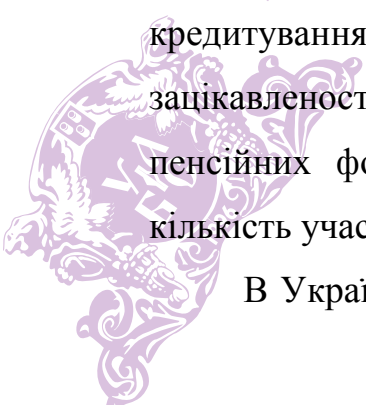 кредитування
зацікавленост
пенсійних фо
кількість учас
В Украї